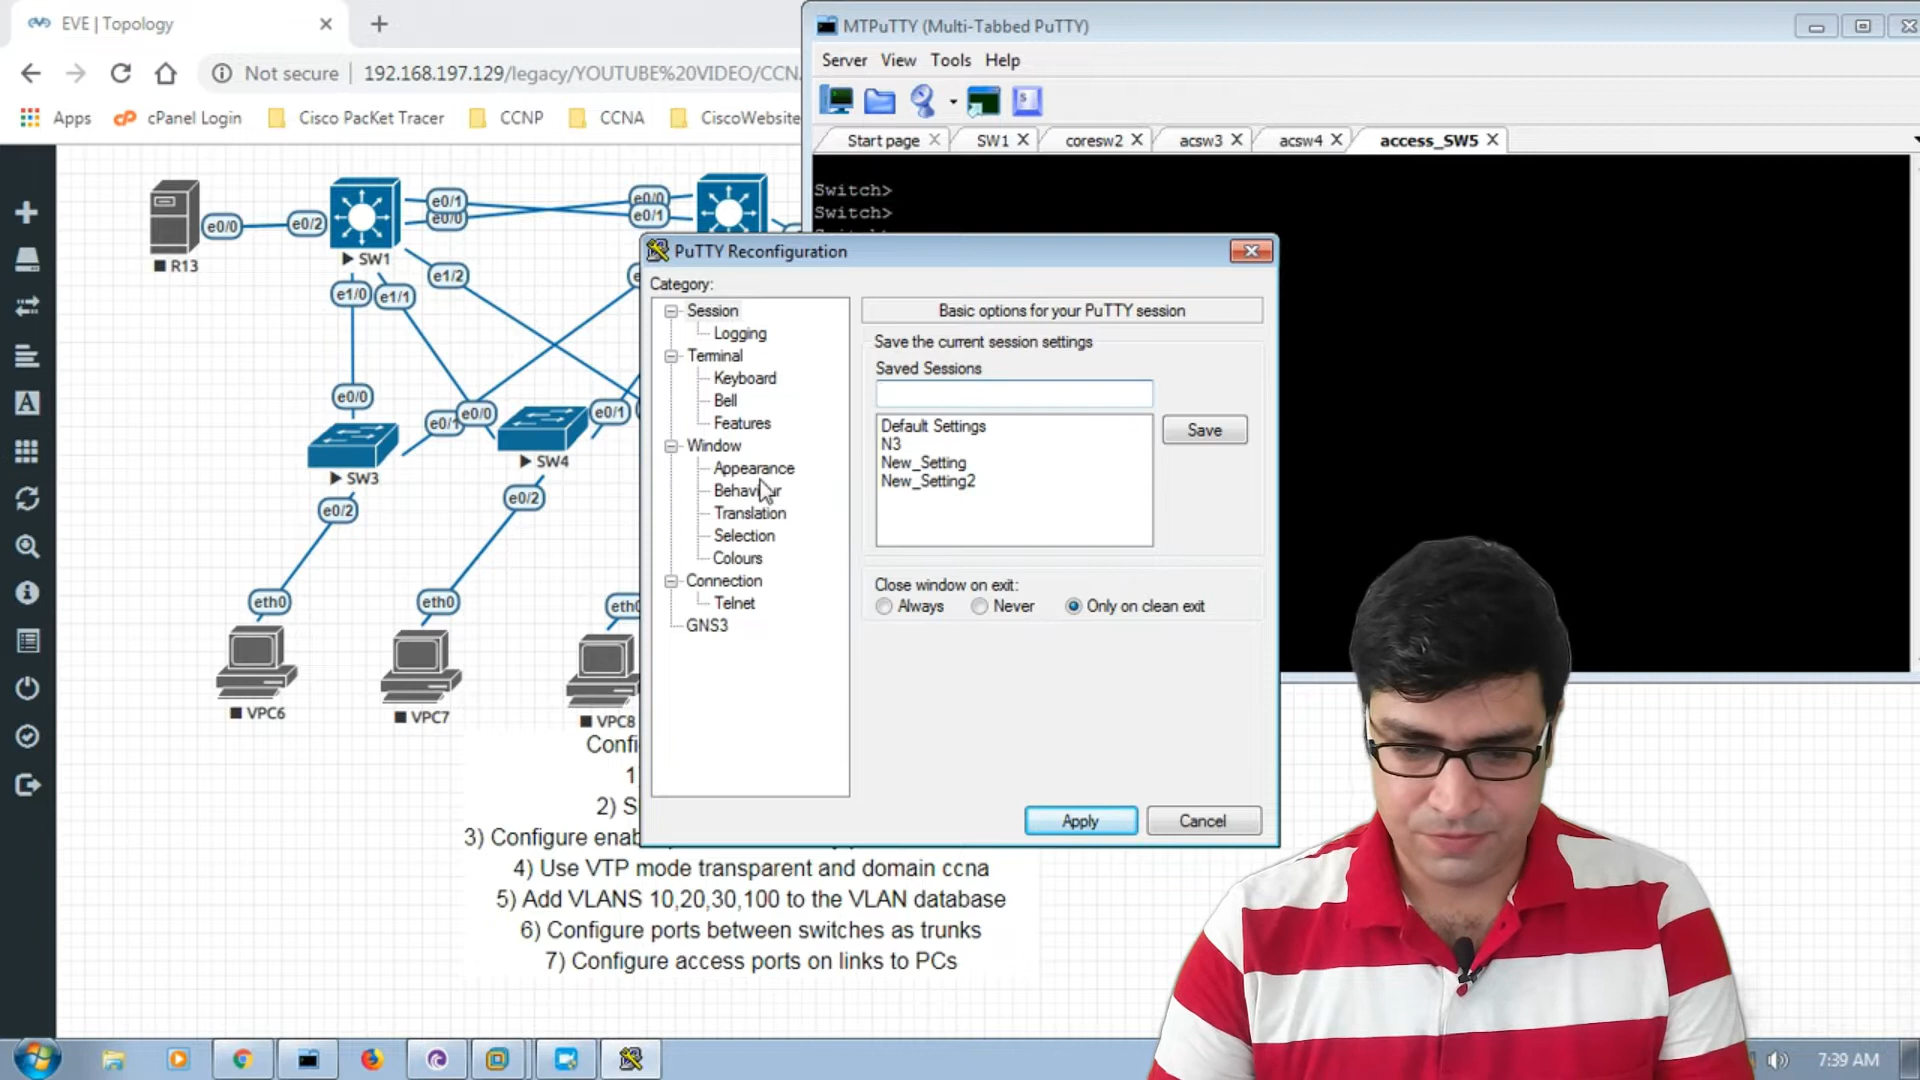 EVE | Topology
MTPuTTY (Multi-Tabbed PuTTY)
Server View Tools Help
Not secure
192.168.197.129/legacy/YOUTUBE%20VIDEO/CCN
Apps
cPanel Login
Cisco PacKet Tracer
CCNP
CCNA
CiscoWebsite
Start page
SW1
coresw2
acsw3
acsw4
access_SW5
Switch>
Switch>
e0/0
e0/2
e0/1
e0/0
e0/0
e0/1
R13
SW1
e1/2
e1/0
e1/1
e0/0
e0/1
e0/0
e0/1
SW3
SW4
e0/2
e0/2
eth0
eth0
eth0
VPC6
VPC7
VPC8
PuTTY Reconfiguration
Category:
Session
Logging
Terminal
Keyboard
Bell
Features
Window
Appearance
Behaviour
Translation
Selection
Colours
Connection
Telnet
GNS3
Basic options for your PuTTY session
Save the current session settings
Saved Sessions
Default Settings
N3
New_Setting
New_Setting2
Save
Close window on exit:
Always
Never
Only on clean exit
Apply
Cancel
Confi
1
2) S
3) Configure enab
4) Use VTP mode transparent and domain ccna
5) Add VLANS 10,20,30,100 to the VLAN database
6) Configure ports between switches as trunks
7) Configure access ports on links to PCs
7:39 AM